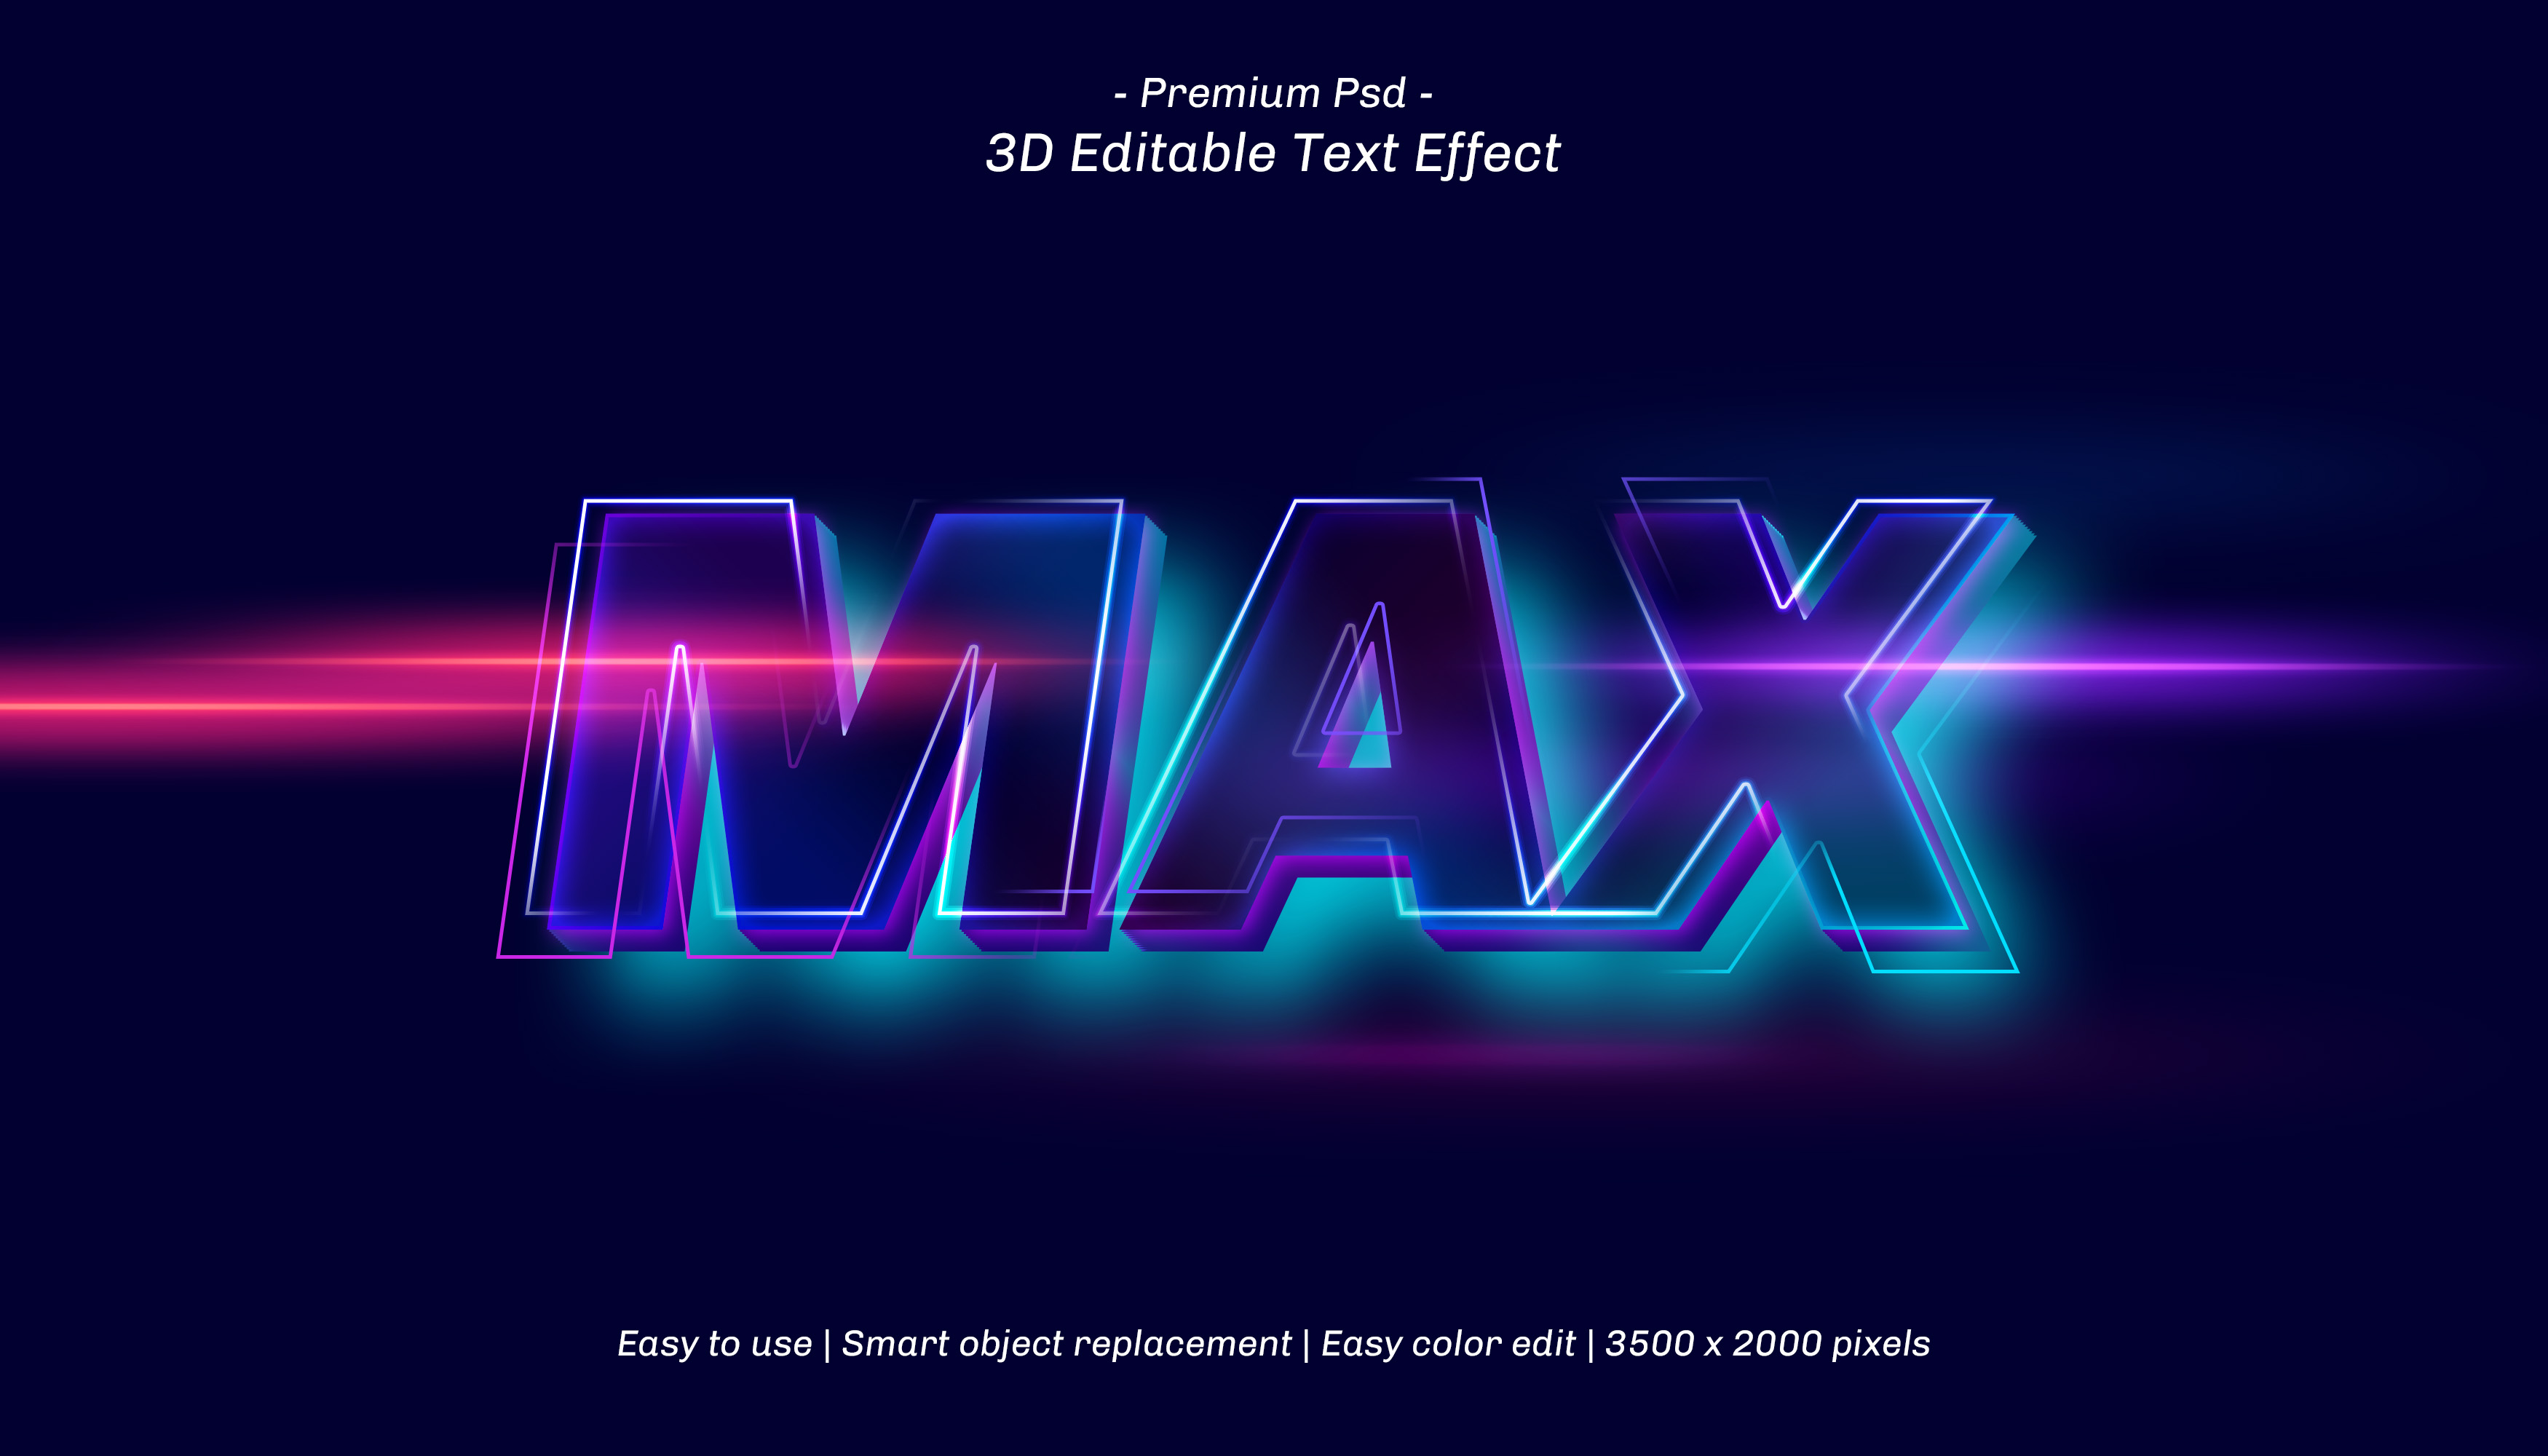 - Premium Psd -
3D Editable Text Effect
MAX
Easy to use | Smart object replacement | Easy color edit | 3500 x 2000 pixels